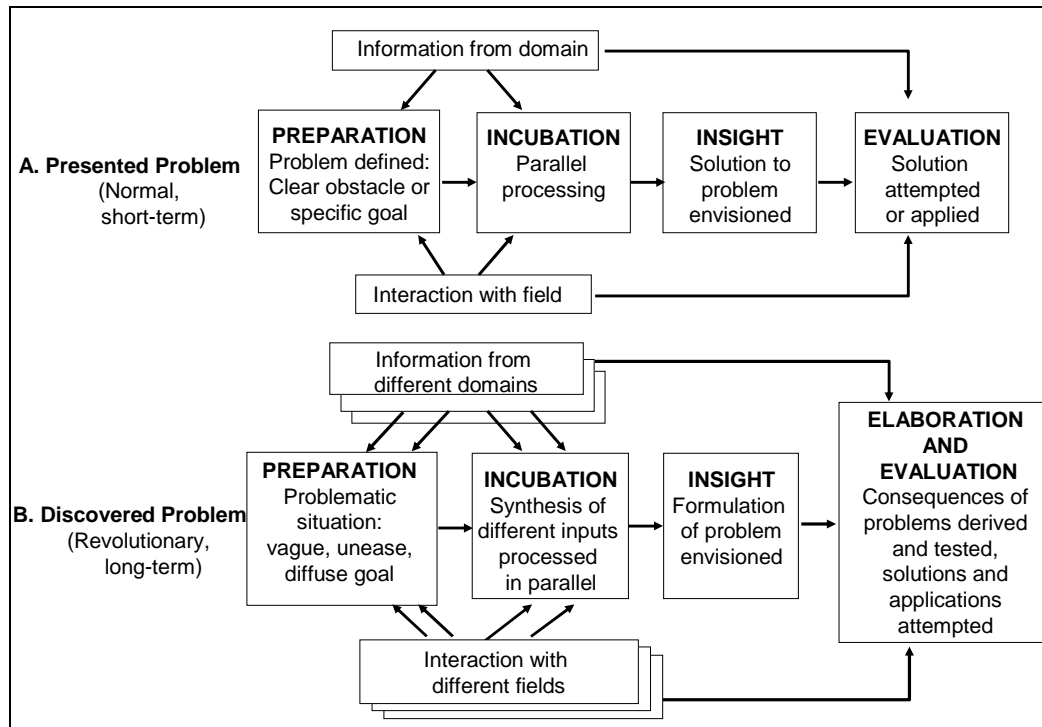 Information from domain
A. Presented Problem
(Normal,
short-term)
PREPARATION
Problem defined:
Clear obstacle or
specific goal
INCUBATION
Parallel
processing
INSIGHT
Solution to
problem
envisioned
EVALUATION
Solution
attempted
or applied
Interaction with field
Information from
different domains
B. Discovered Problem
(Revolutionary,
long-term)
PREPARATION
Problematic
situation:
vague, unease,
diffuse goal
INCUBATION
Synthesis of
different inputs
processed
in parallel
INSIGHT
Formulation
of problem
envisioned
ELABORATION
AND
EVALUATION
Consequences of
problems derived
and tested,
solutions and
applications
attempted
Interaction with
different fields